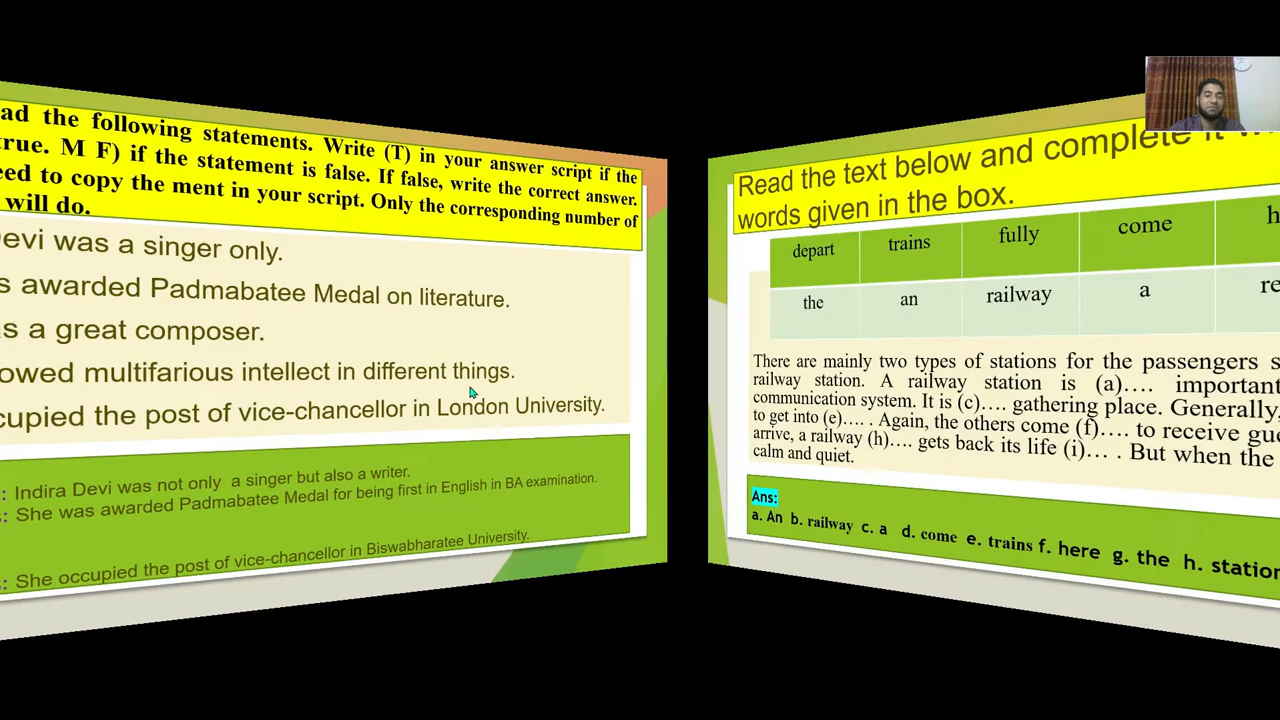 ad the following statements. Write (T) in your answer script if the
true. M F) if the statement is false. If false, write the correct answer.
eed to copy the ment in your script. Only the corresponding number of
will do.
Devi was a singer only.
s awarded Padmabatee Medal on literature.
as a great composer.
owed multifarious intellect in different things.
cupied the post of vice-chancellor in London University.
: Indira Devi was not only a singer but also a writer.
: She was awarded Padmabatee Medal for being first in English in BA examination.
: She occupied the post of vice-chancellor in Biswabharatee University.
Read the text below and complete it w
words given in the box.
depart trains fully come h
the an railway a re
There are mainly two types of stations for the passengers s
railway station. A railway station is (a)…. important
communication system. It is (c)…. gathering place. Generally,
to get into (e)…. . Again, the others come (f)…. to receive gue
arrive, a railway (h)…. gets back its life (i)… . But when the
calm and quiet.
Ans:
a. An b. railway c. a d. come e. trains f. here g. the h. station